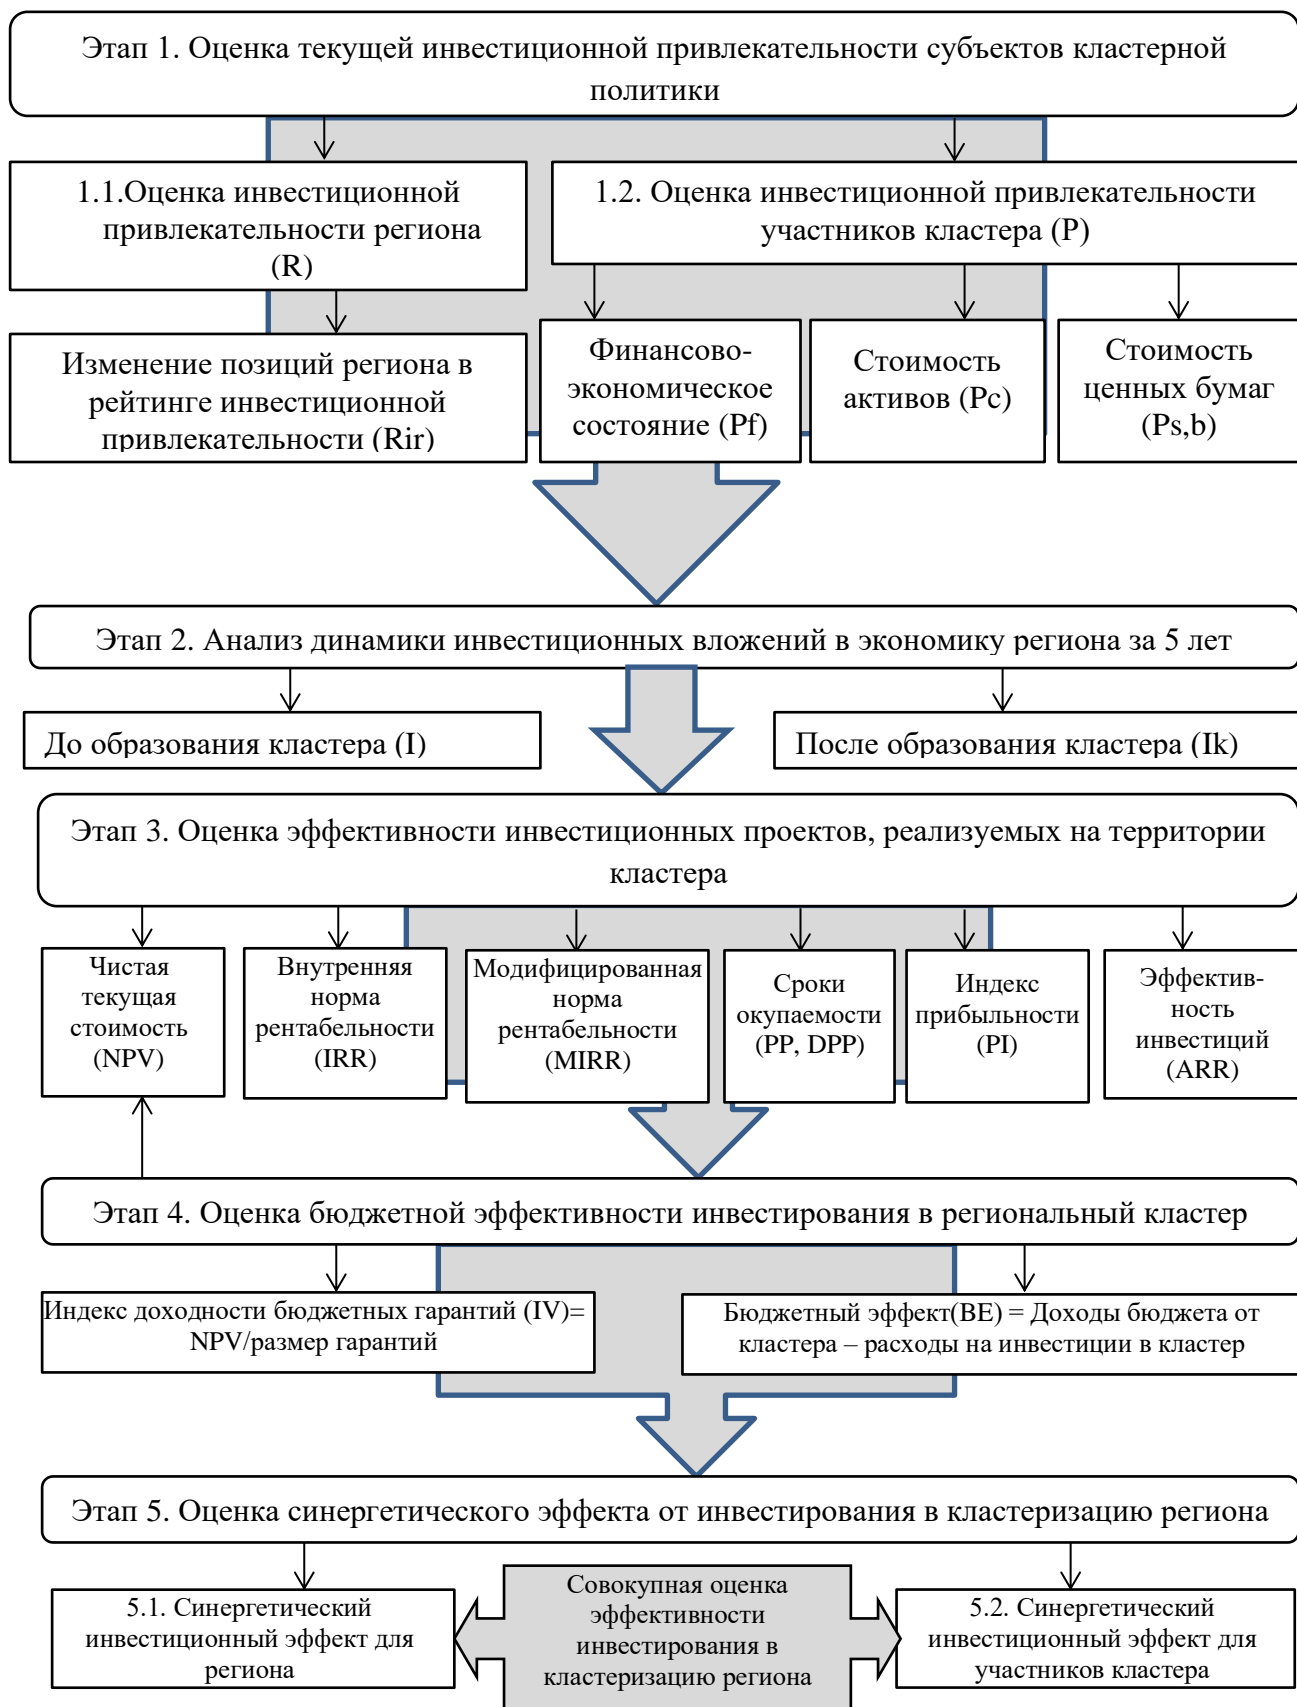 Этап 1. Оценка текущей инвестиционной привлекательности субъектов кластерной
политики
1.1.Оценка инвестиционной
привлекательности региона
(R)
1.2. Оценка инвестиционной привлекательности
участников кластера (P)
Изменение позиций региона в
рейтинге инвестиционной
привлекательности (Rir)
Финансово-
экономическое
состояние (Pf)
Стоимость
активов (Pc)
Стоимость
ценных бумаг
(Ps,b)
Этап 2. Анализ динамики инвестиционных вложений в экономику региона за 5 лет
До образования кластера (I)
После образования кластера (Ik)
Этап 3. Оценка эффективности инвестиционных проектов, реализуемых на территории
кластера
Чистая
текущая
стоимость
(NPV)
Внутренняя
норма
рентабельности
(IRR)
Модифицированная
норма
рентабельности
(MIRR)
Сроки
окупаемости
(PP, DPP)
Индекс
прибыльности
(PI)
Эффектив-
ность
инвестиций
(ARR)
Этап 4. Оценка бюджетной эффективности инвестирования в региональный кластер
Индекс доходности бюджетных гарантий (IV)=
NPV/размер гарантий
Бюджетный эффект(BE) = Доходы бюджета от
кластера – расходы на инвестиции в кластер
Этап 5. Оценка синергетического эффекта от инвестирования в кластеризацию региона
5.1. Синергетический
инвестиционный эффект для
региона
Совокупная оценка
эффективности
инвестирования в
кластеризацию региона
5.2. Синергетический
инвестиционный эффект для
участников кластера